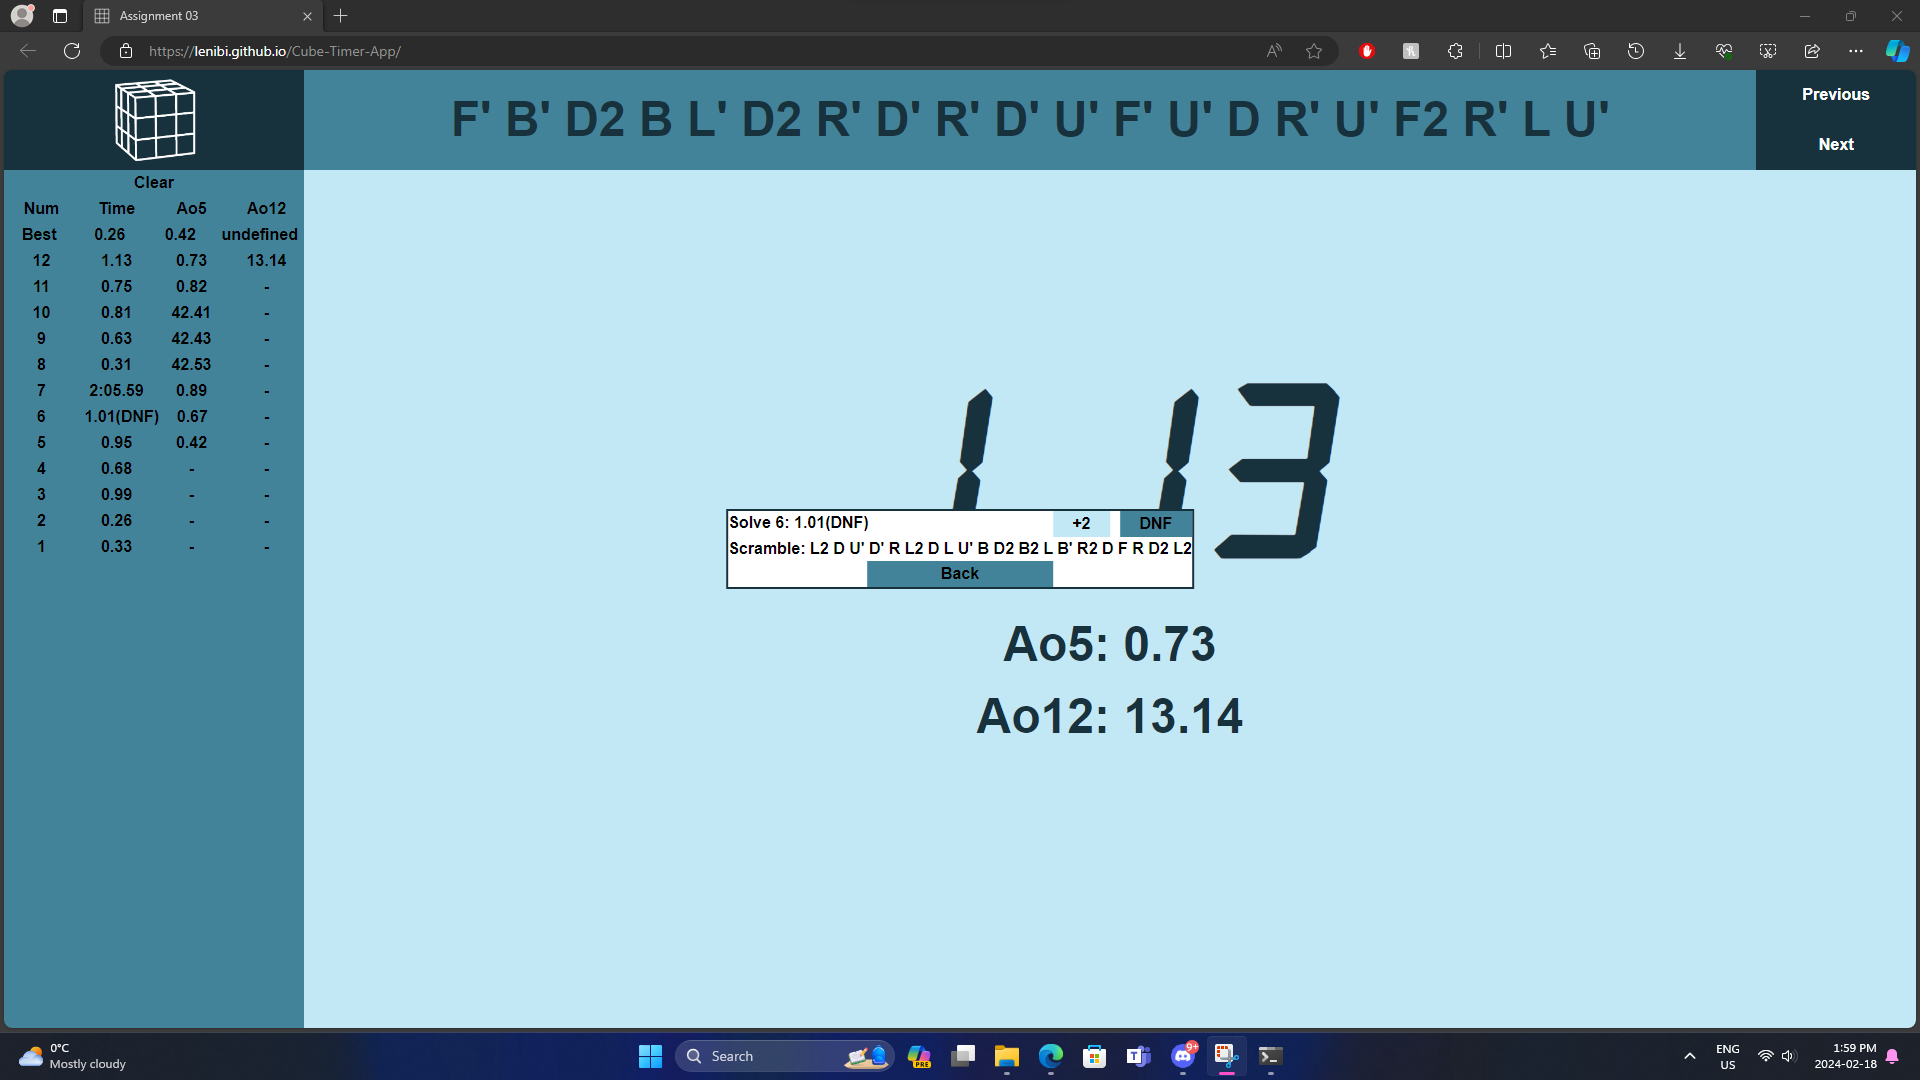 Assignment 03
https://lenibi.github.io/Cube-Timer-App/
F' B' D2 B L' D2 R' D' R' D' U' F' U' D R' U' F2 R' L U'
Previous
Next
Clear
Num Time Ao5 Ao12
Best 0.26 0.42 undefined
12 1.13 0.73 13.14
11 0.75 0.82 -
10 0.81 42.41 -
9 0.63 42.43 -
8 0.31 42.53 -
7 2:05.59 0.89 -
6 1.01(DNF) 0.67 -
5 0.95 0.42 -
4 0.68 - -
3 0.99 - -
2 0.26 - -
1 0.33 - -
1 13
Solve 6: 1.01(DNF) +2 DNF
Scramble: L2 D U' D' R L2 D L U' B D2 B2 L B' R2 D F R D2 L2
Back
Ao5: 0.73
Ao12: 13.14
0°C
Mostly cloudy
Search
PRE
9+
ENG
US
1:59 PM
2024-02-18